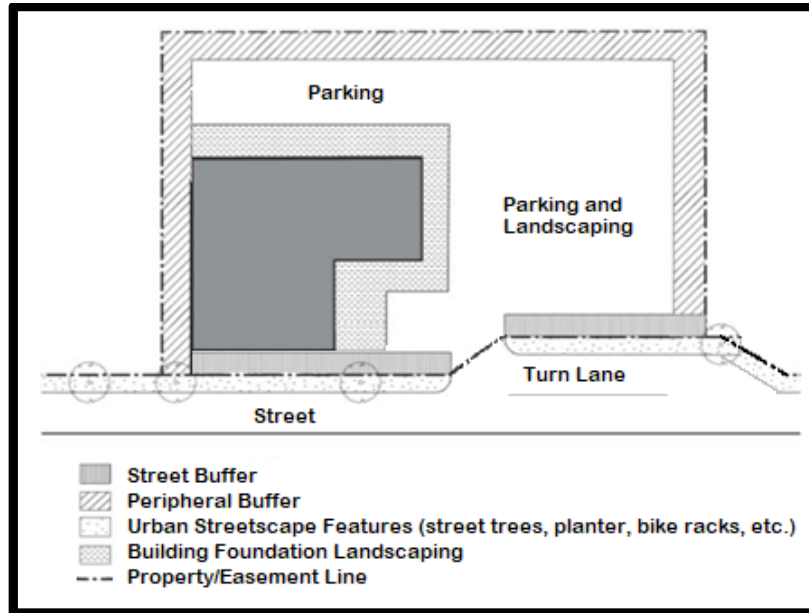 Parking
Parking and
Landscaping
Turn Lane
Street
Street Buffer
Peripheral Buffer
Urban Streetscape Features (street trees, planter, bike racks, etc.)
Building Foundation Landscaping
Property/Easement Line